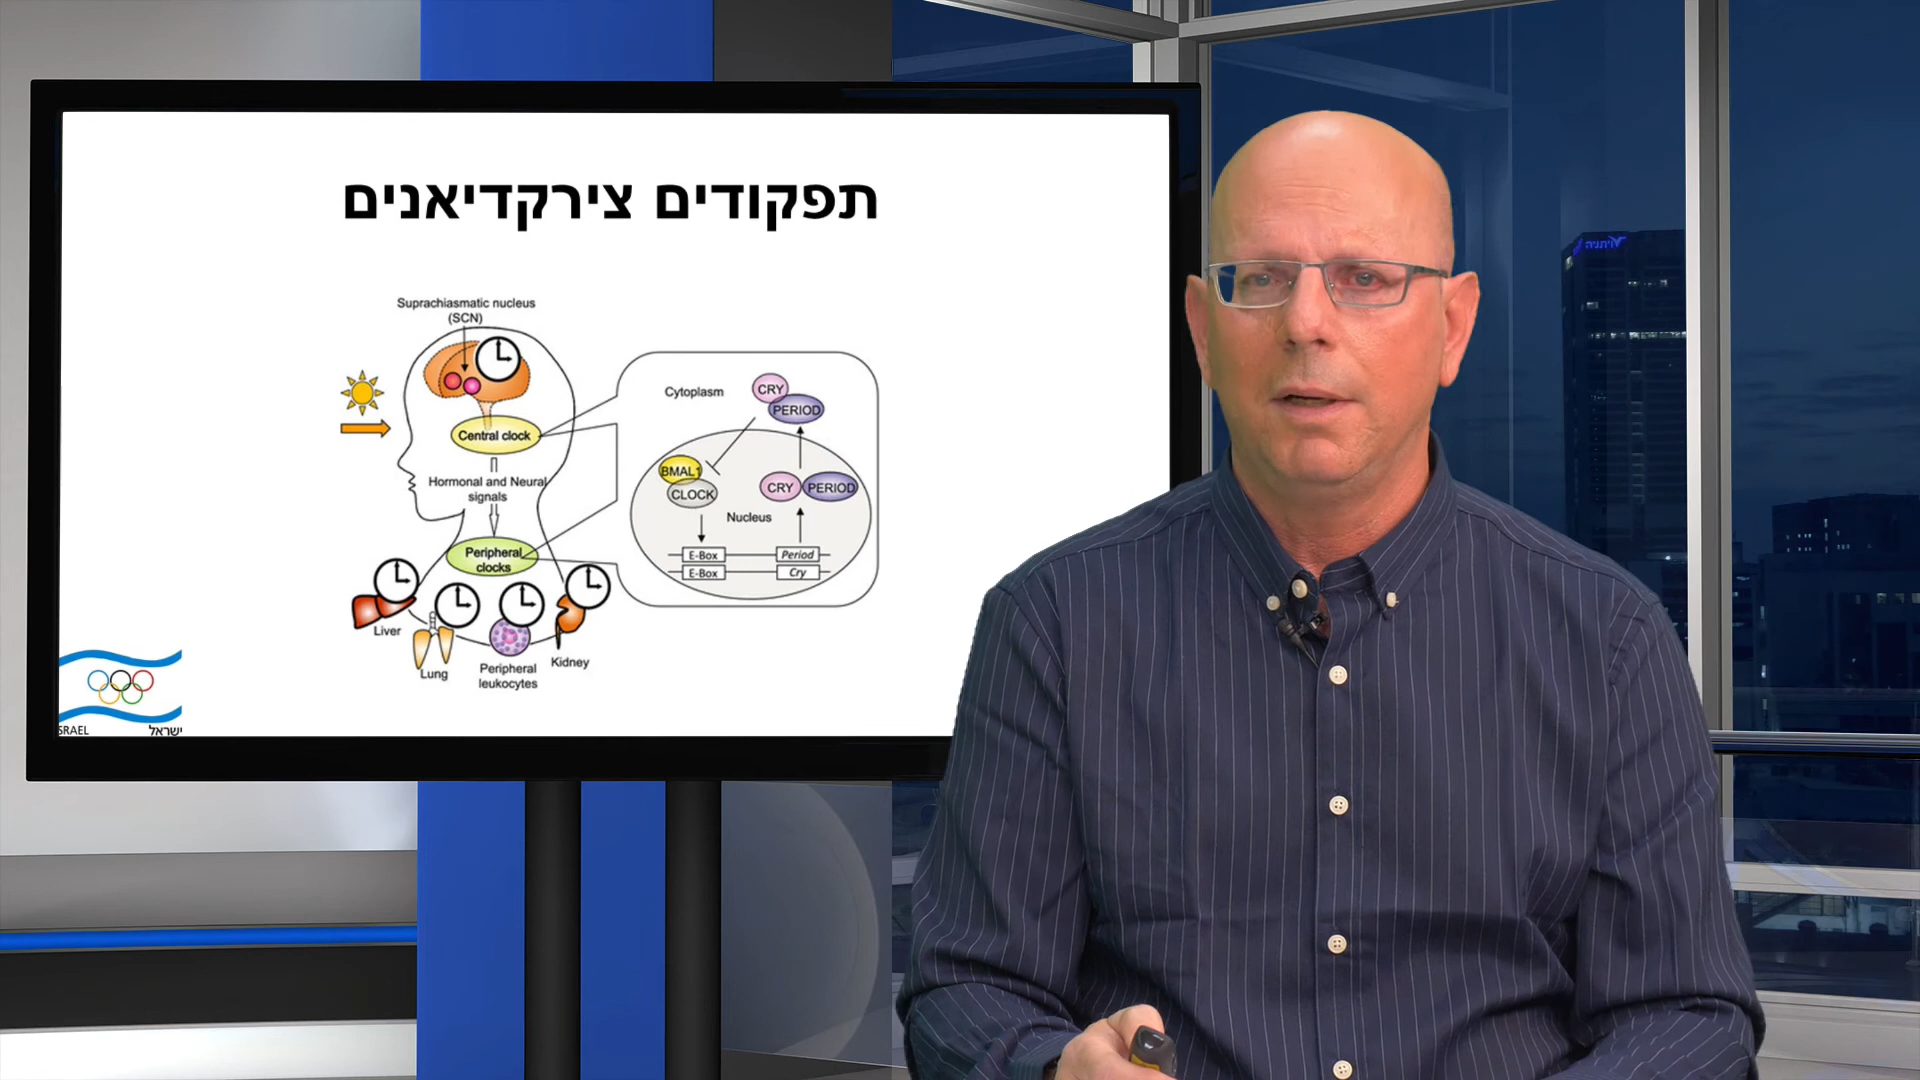 תפקודים צירקדיאנים
Suprachiasmatic nucleus
(SCN)
Central clock
Hormonal and Neural
signals
Peripheral
clocks
Liver
Lung
Peripheral
leukocytes
Kidney
Cytoplasm
CRY
PERIOD
BMAL1
CLOCK
CRY
PERIOD
Nucleus
E-Box
Period
E-Box
Cry
SRAEL
ישראל
ויתניה